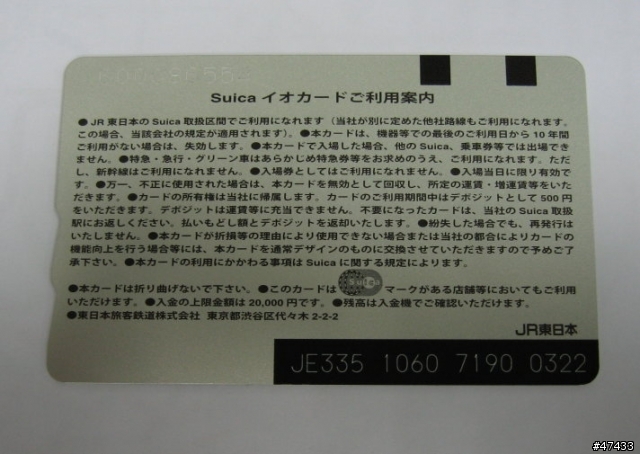 Suica イオカードご利用案内
●JR東日本のSuica取扱区間でご利用になれます（当社が別に定めた他社路線もご利用になれます。
この場合、当該会社の規定が適用されます）。●本カードは、機器等での最後のご利用日から10年間
ご利用がない場合は、失効します。●本カードで入場した場合、他のSuica、乗車券等では出場でき
ません。●特急・急行・グリーン車はあらかじめ特急券等をお求めのうえ、ご利用になれます。ただ
し、新幹線はご利用になれません。●入場券としてはご利用になれません。●入場当日に限り有効で
す。●万一、不正に使用された場合は、本カードを無効として回収し、所定の運賃・増運賃等をいた
だきます。●カードの所有権は当社に帰属します。カードのご利用期間中はデポジットとして500円
をいただきます。デポジットは運賃等に充当できません。不要になったカードは、当社のSuica取扱
駅にお返しください。払いもどし額とデポジットを返却いたします。●紛失した場合でも、再発行は
いたしません。●本カードが折損等の理由により使用できない場合または当社の都合によりカードの
機能向上を行う場合等には、本カードを通常デザインのものに交換させていただきますので予めご了
承下さい。●本カードの利用にかかわる事項はSuicaに関する規定によります。
●本カードは折り曲げないで下さい。●このカードは マークがある店舗等においてもご利用
いただけます。●入金の上限金額は20,000円です。●残高は入金機でご確認いただけます。
●東日本旅客鉄道株式会社 東京都渋谷区代々木2-2-2
JR東日本
JE335 1060 7190 0322
#47433